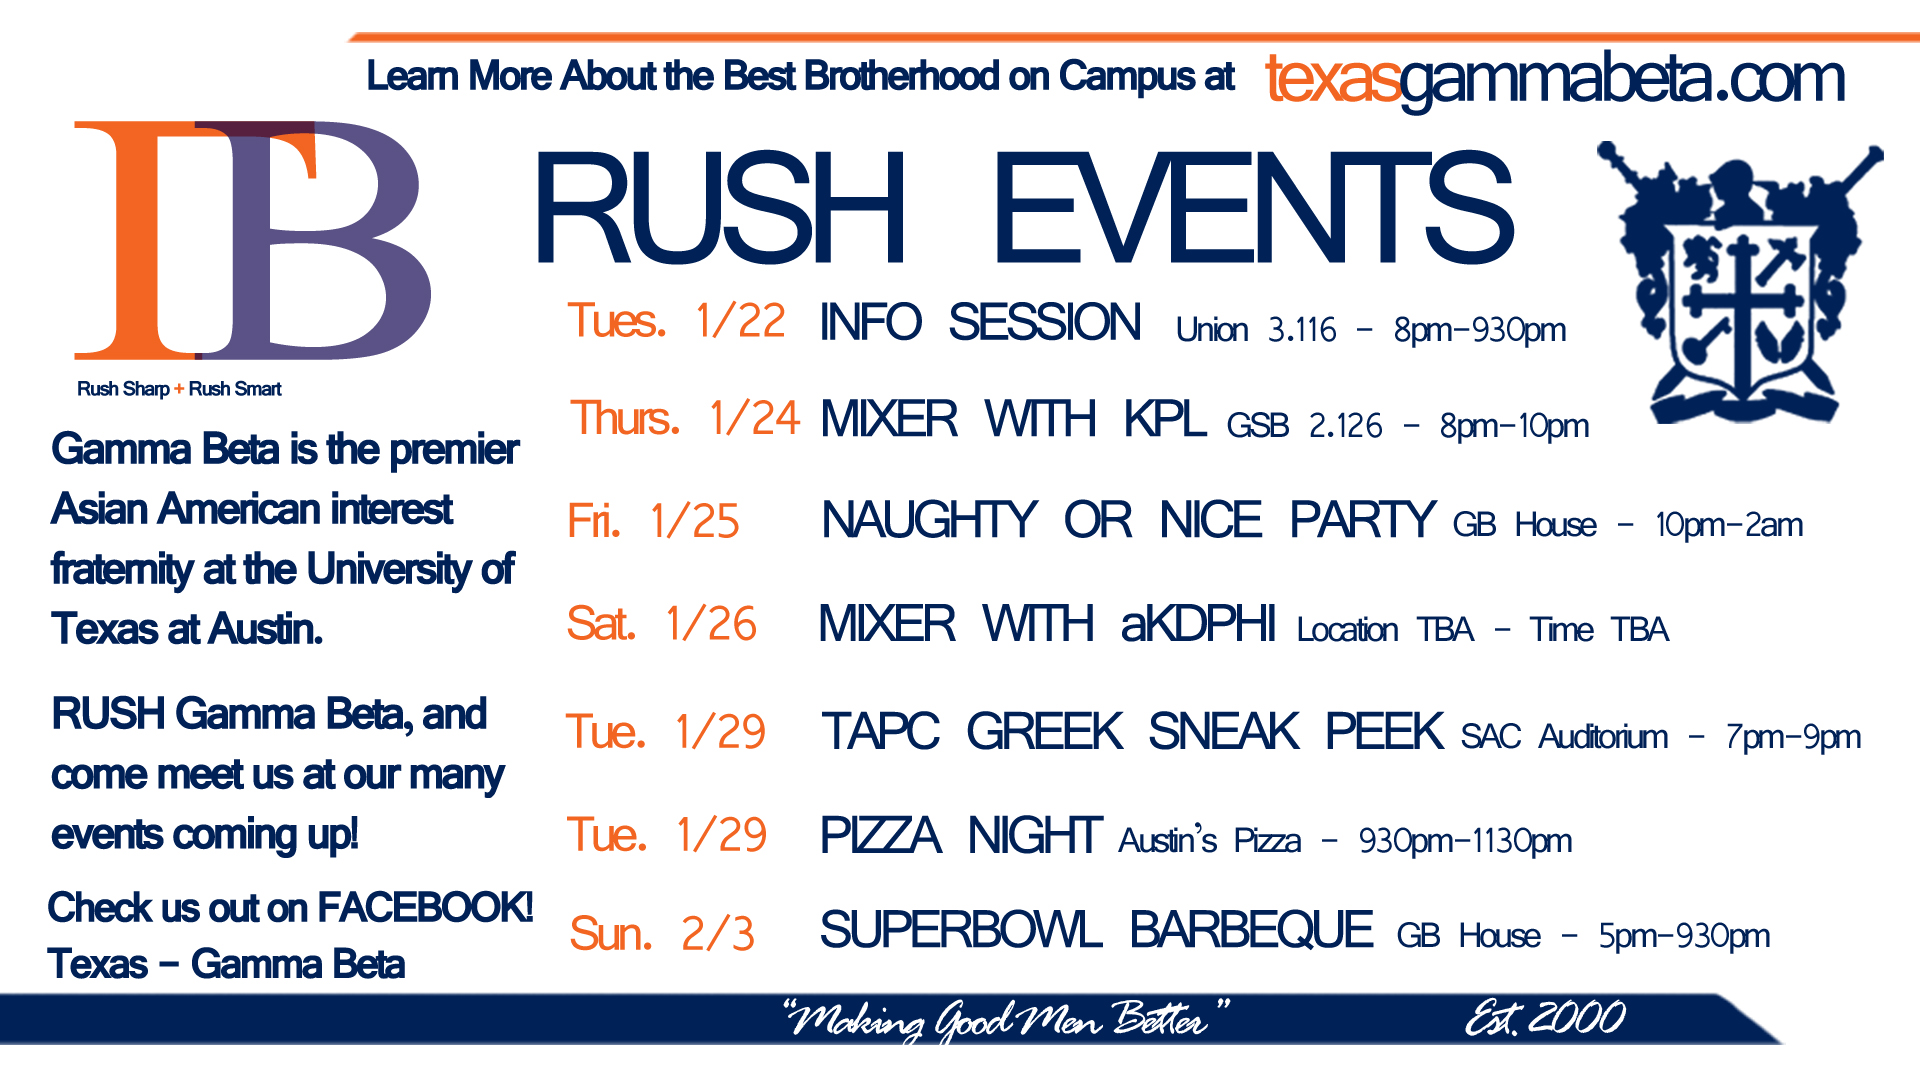 Learn More About the Best Brotherhood on Campus at texasgammabeta.com
ΓB
Rush Sharp + Rush Smart
Gamma Beta is the premier
Asian American interest
fraternity at the University of
Texas at Austin.
RUSH Gamma Beta, and
come meet us at our many
events coming up!
Check us out on FACEBOOK!
Texas - Gamma Beta
RUSH EVENTS
Tues. 1/22 INFO SESSION Union 3.116 - 8pm-930pm
Thurs. 1/24 MIXER WITH KPL GSB 2.126 - 8pm-10pm
Fri. 1/25 NAUGHTY OR NICE PARTY GB House - 10pm-2am
Sat. 1/26 MIXER WITH aKDPHI Location TBA - Time TBA
Tue. 1/29 TAPC GREEK SNEAK PEEK SAC Auditorium - 7pm-9pm
Tue. 1/29 PIZZA NIGHT Austin's Pizza - 930pm-1130pm
Sun. 2/3 SUPERBOWL BARBEQUE GB House - 5pm-930pm
"Making Good Men Better" Est. 2000